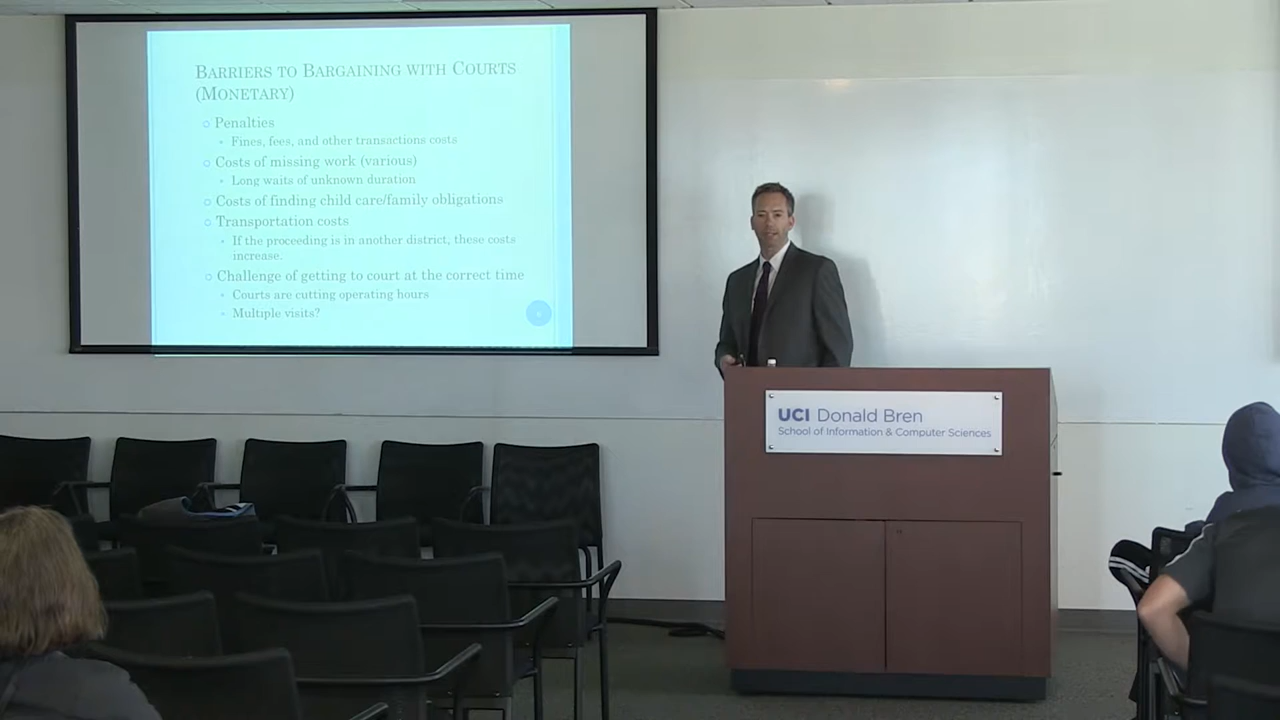 BARRIERS TO BARGAINING WITH COURTS
(MONETARY)
Penalties
Fines, fees, and other transactions costs
Costs of missing work (various)
Long waits of unknown duration
Costs of finding child care/family obligations
Transportation costs
If the proceeding is in another district, these costs
increase.
Challenge of getting to court at the correct time
Courts are cutting operating hours
Multiple visits?
UCI Donald Bren
School of Information & Computer Sciences